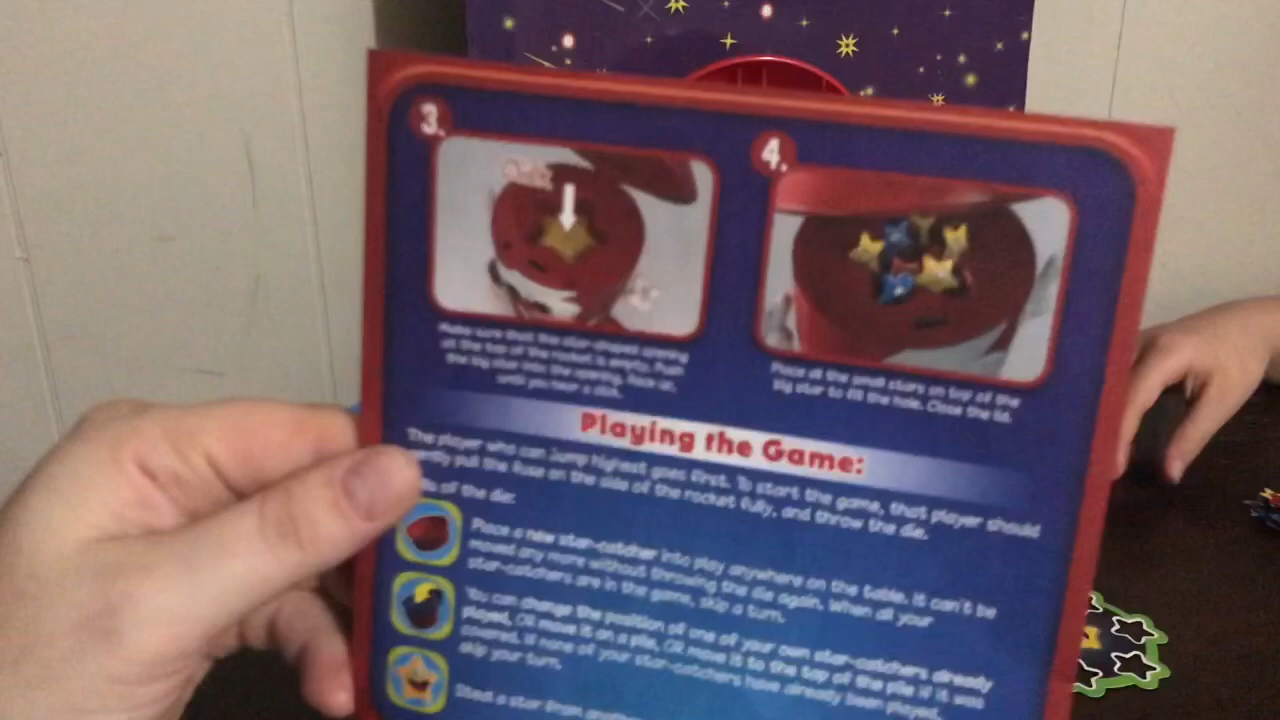 3.
4.
Make sure that the star-shaped opening
at the top of the rocket is empty. Push
the big star into the opening, face up,
until you hear a click.
Place all the small stars on top of the
big star to fill the hole. Close the lid.
Playing the Game:
The player who can jump highest goes first. To start the game, that player should
gently pull the fuse on the side of the rocket fully, and throw the die.
of the die:
Place a new star-catcher into play anywhere on the table. It can't be
moved any more without throwing the die again. When all your
star-catchers are in the game, skip a turn.
You can change the position of one of your own star-catchers already
played, OR move it on a pile, OR move it to the top of the pile if it was
covered. If none of your star-catchers have already been played,
skip your turn.
Steal a star from